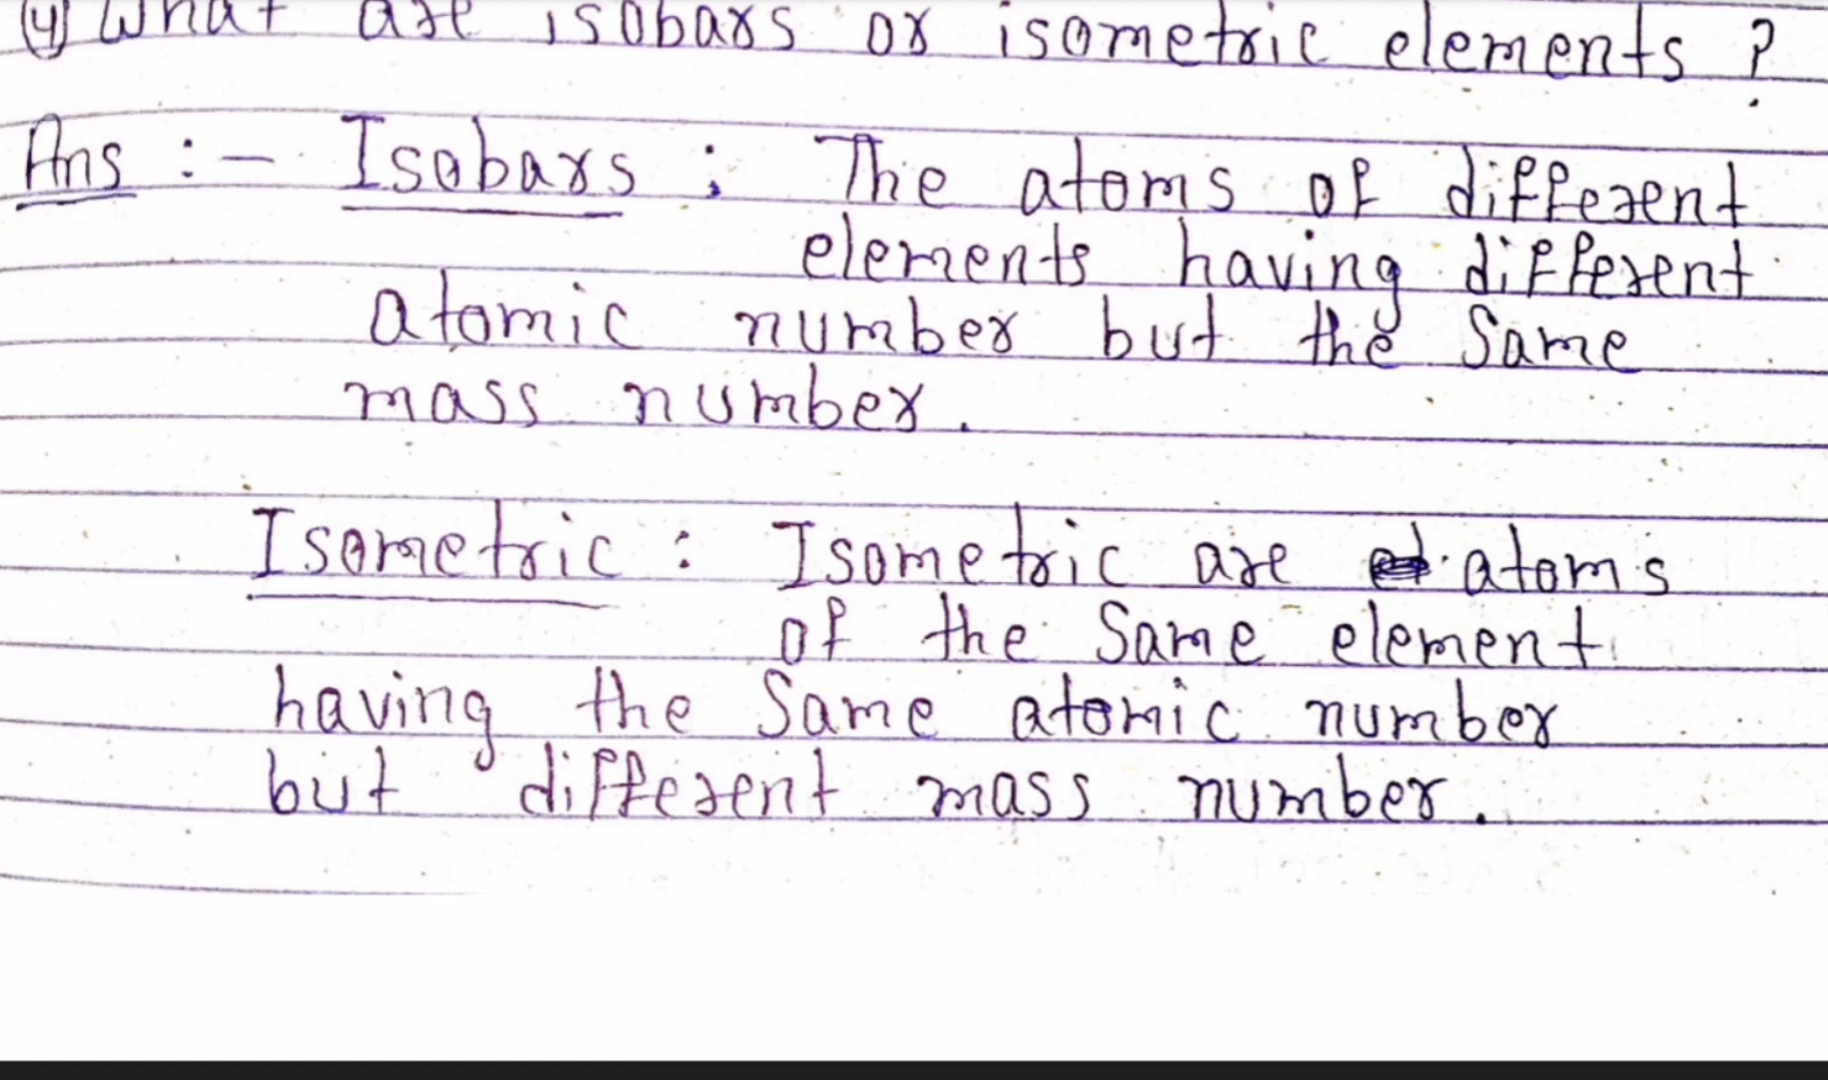 (4) What are isobars or isometric elements ?
Ans :- Isobars : The atoms of different
elements having different
atomic number but the Same
mass number.
Isometric : Isometric are atoms
of the Same element
having the Same atomic number
but different mass number.